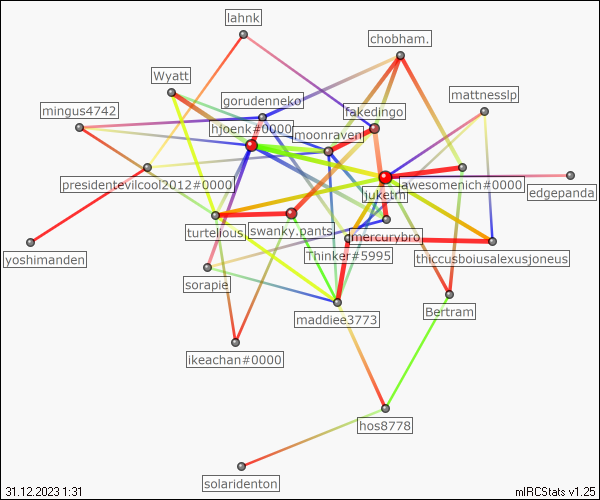 lahnk
chobham.
Wyatt
mattnesslp
gorudenneko
mingus4742
fakedingo
hjoenk#0000
moonraven
presidentevilcool2012#0000
awesomenich#0000
edgepanda
juketm
turtelious
swanky.pants
mercurybro
Thinker#5995
thiccusboiusalexusjoneus
yoshimanden
sorapie
Bertram
maddiee3773
ikeachan#0000
hos8778
solaridenton
31.12.2023 1:31
mIRCStats v1.25